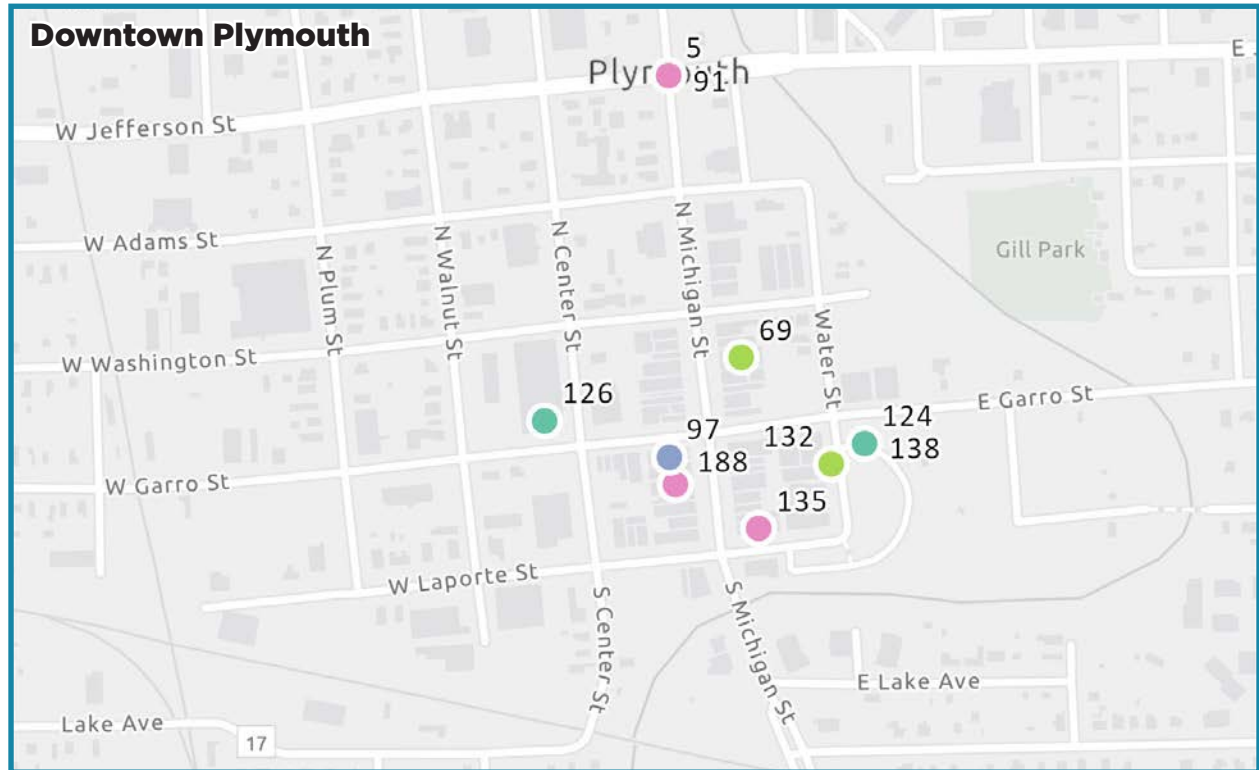 Downtown Plymouth
5
91
Plymouth
E
W Jefferson St
W Adams St
N Plum St
N Walnut St
N Center St
N Michigan St
Gill Park
W Washington St
69
Water St
126
97
188
132
124
138
E Garro St
W Garro St
135
W Laporte St
S Center St
S Michigan St
E Lake Ave
Lake Ave
17